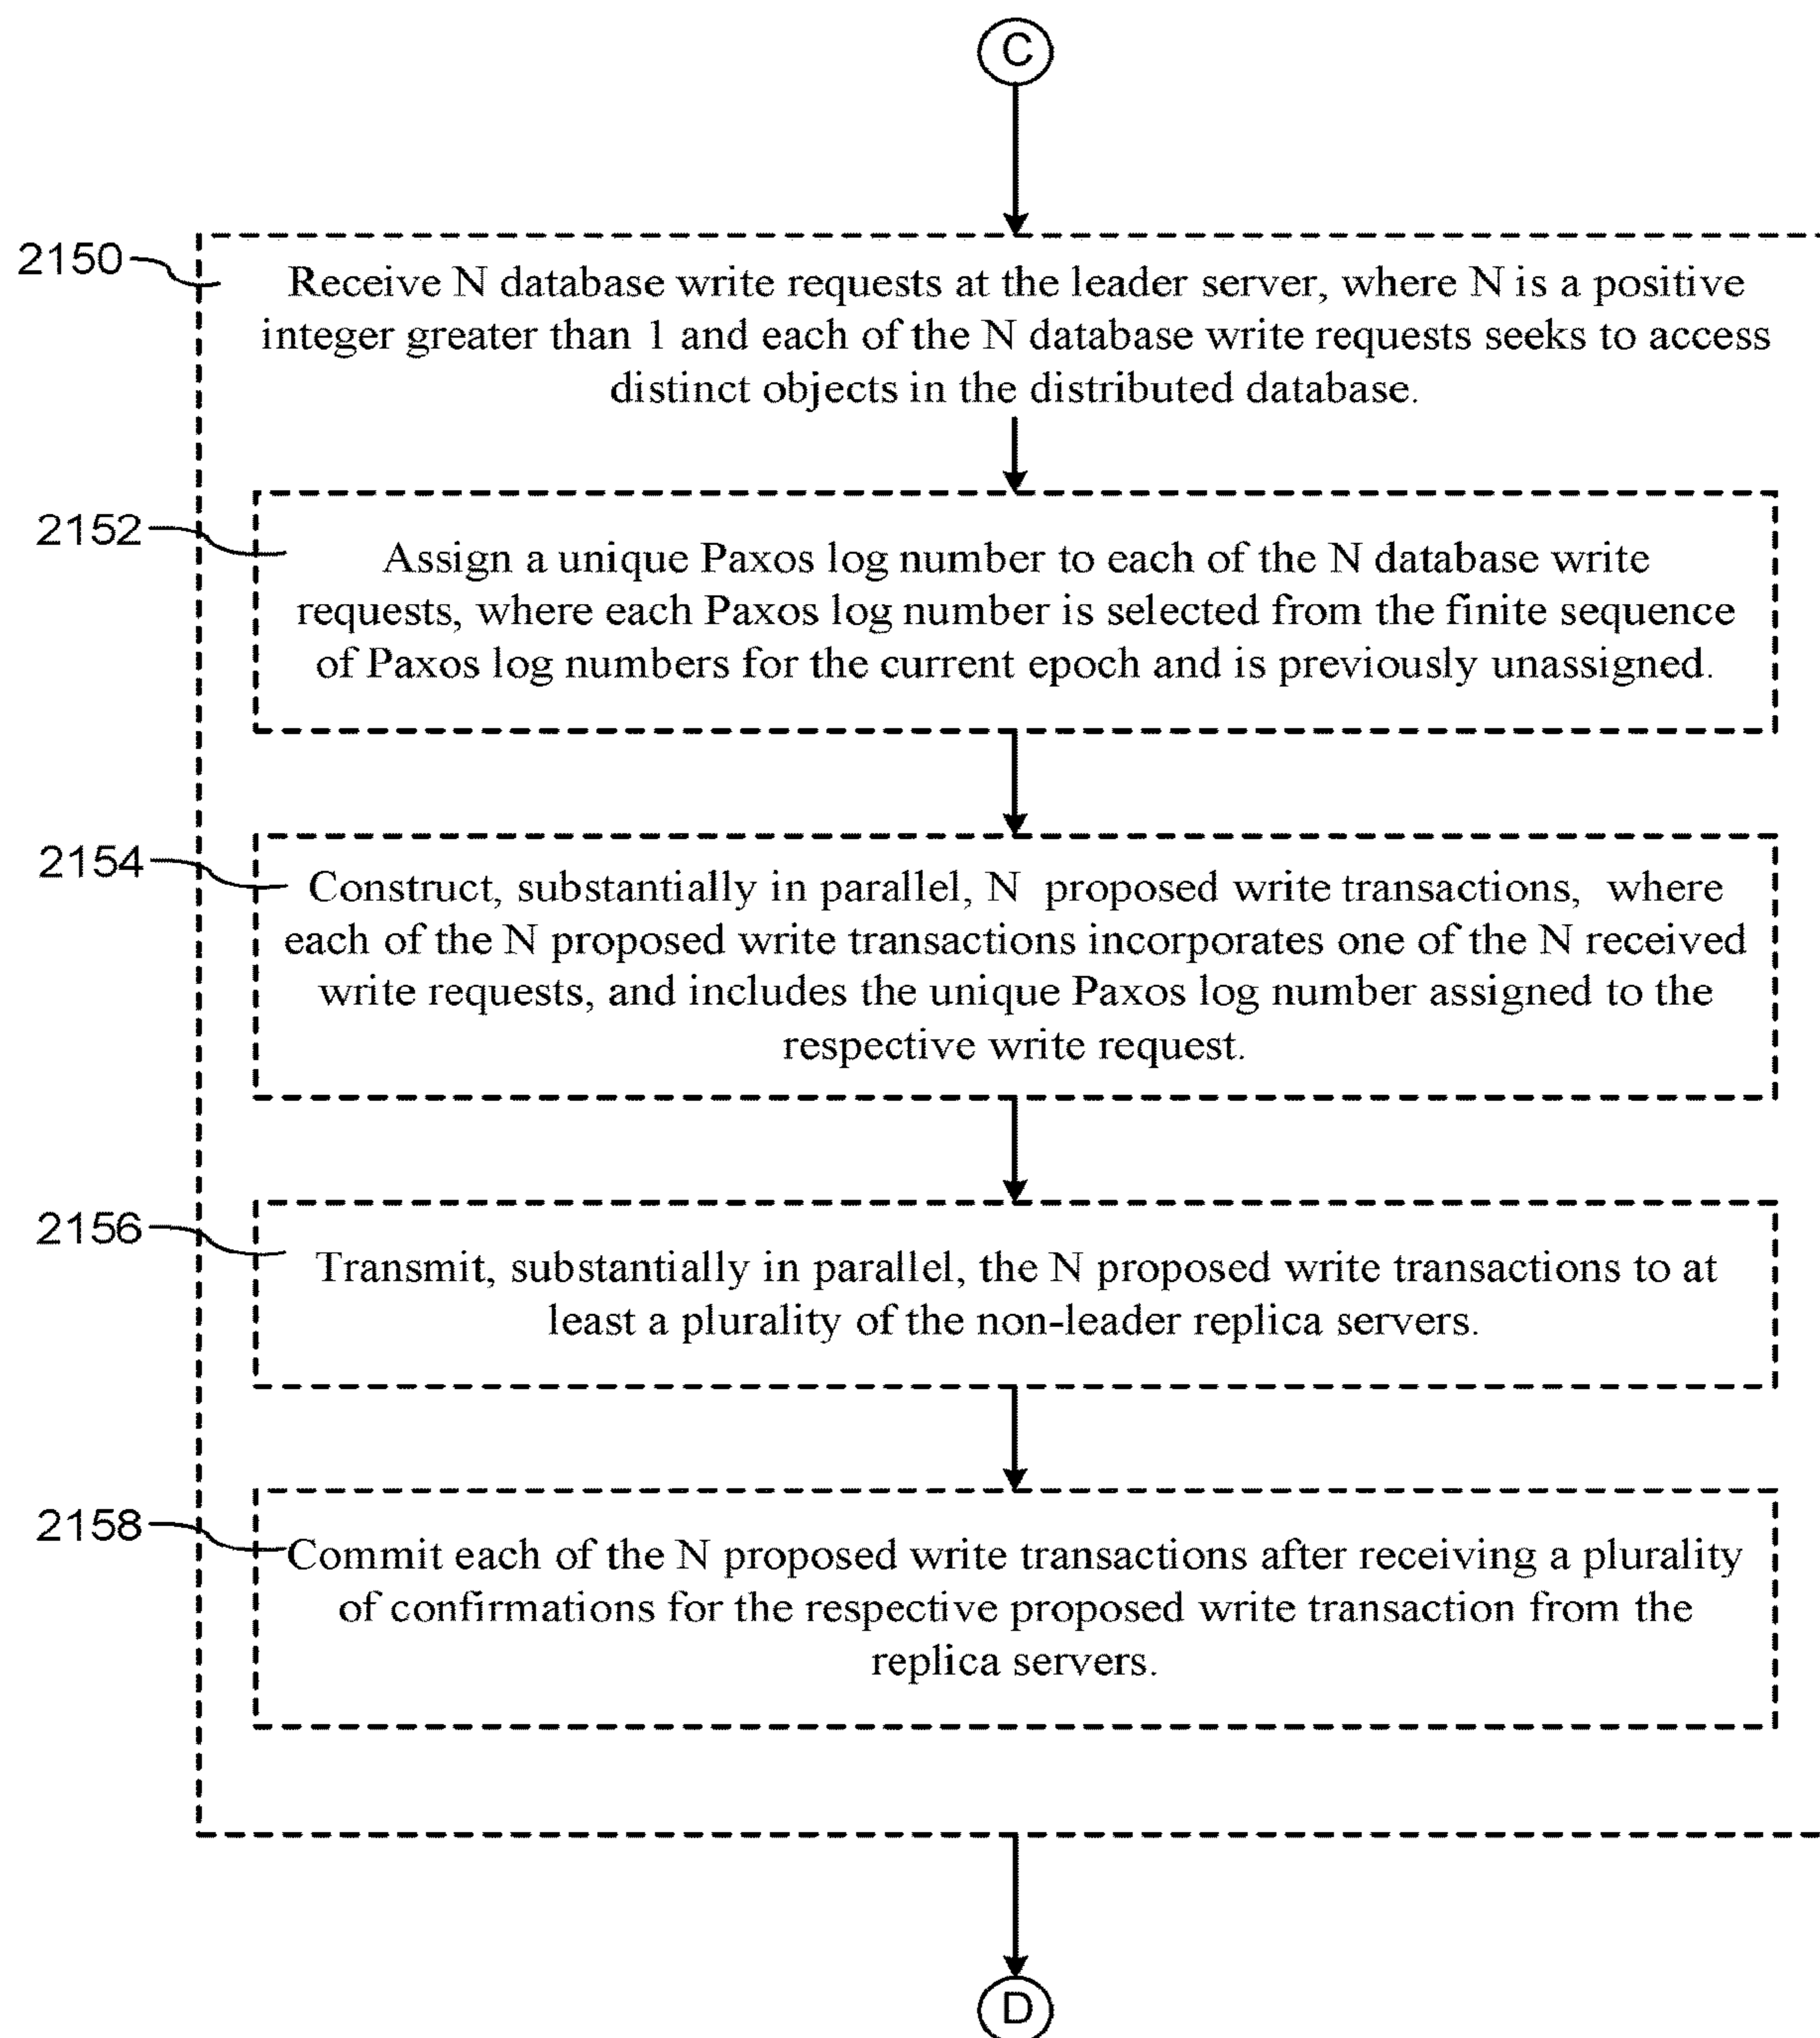 C
2150
Receive N database write requests at the leader server, where N is a positive
integer greater than 1 and each of the N database write requests seeks to access
distinct objects in the distributed database.
2152
Assign a unique Paxos log number to each of the N database write
requests, where each Paxos log number is selected from the finite sequence
of Paxos log numbers for the current epoch and is previously unassigned.
2154
Construct, substantially in parallel, N proposed write transactions, where
each of the N proposed write transactions incorporates one of the N received
write requests, and includes the unique Paxos log number assigned to the
respective write request.
2156
Transmit, substantially in parallel, the N proposed write transactions to at
least a plurality of the non-leader replica servers.
2158
Commit each of the N proposed write transactions after receiving a plurality
of confirmations for the respective proposed write transaction from the
replica servers.
D